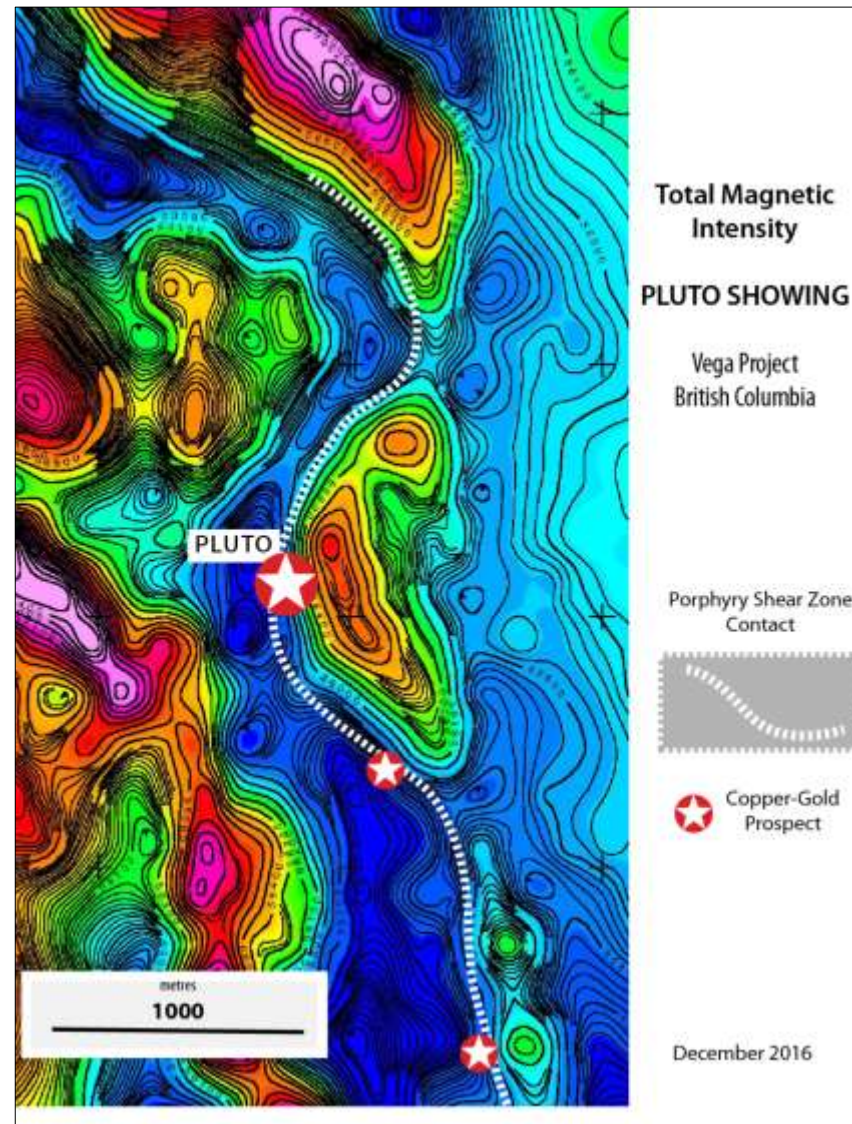 Total Magnetic
Intensity
PLUTO SHOWING
Vega Project
British Columbia
PLUTO
Porphyry Shear Zone
Contact
Copper-Gold
Prospect
metres
1000
December 2016